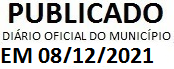 PUBLICADO
DIÁRIO OFICIAL DO MUNICÍPIO
EM 08/12/2021